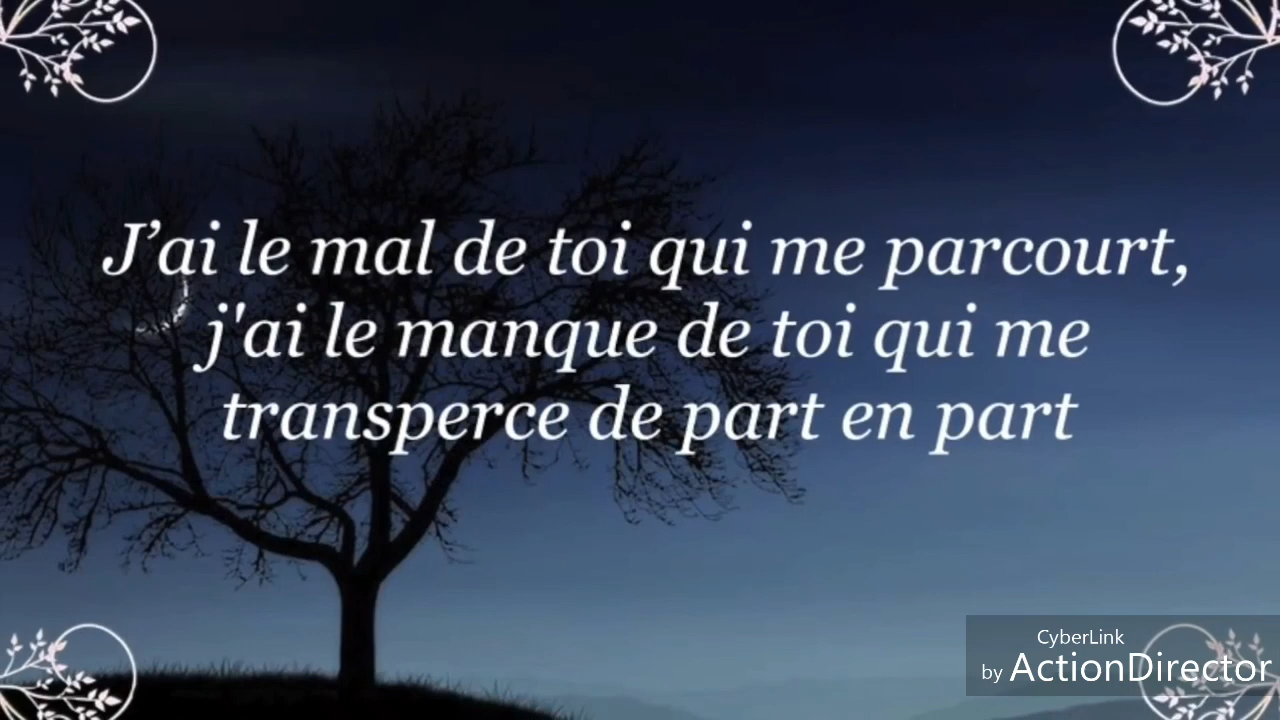 J’ai le mal de toi qui me parcourt,
j'ai le manque de toi qui me
transperce de part en part
CyberLink
by ActionDirector